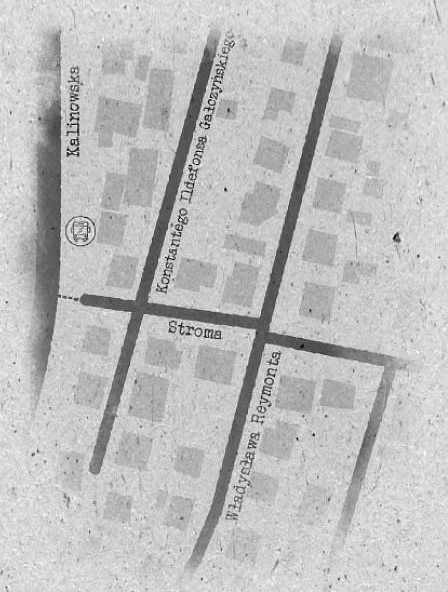 Kalinowska
Konstantego Ildefonsa Gałczyńskiego
Stroma
Władysława Reymonta